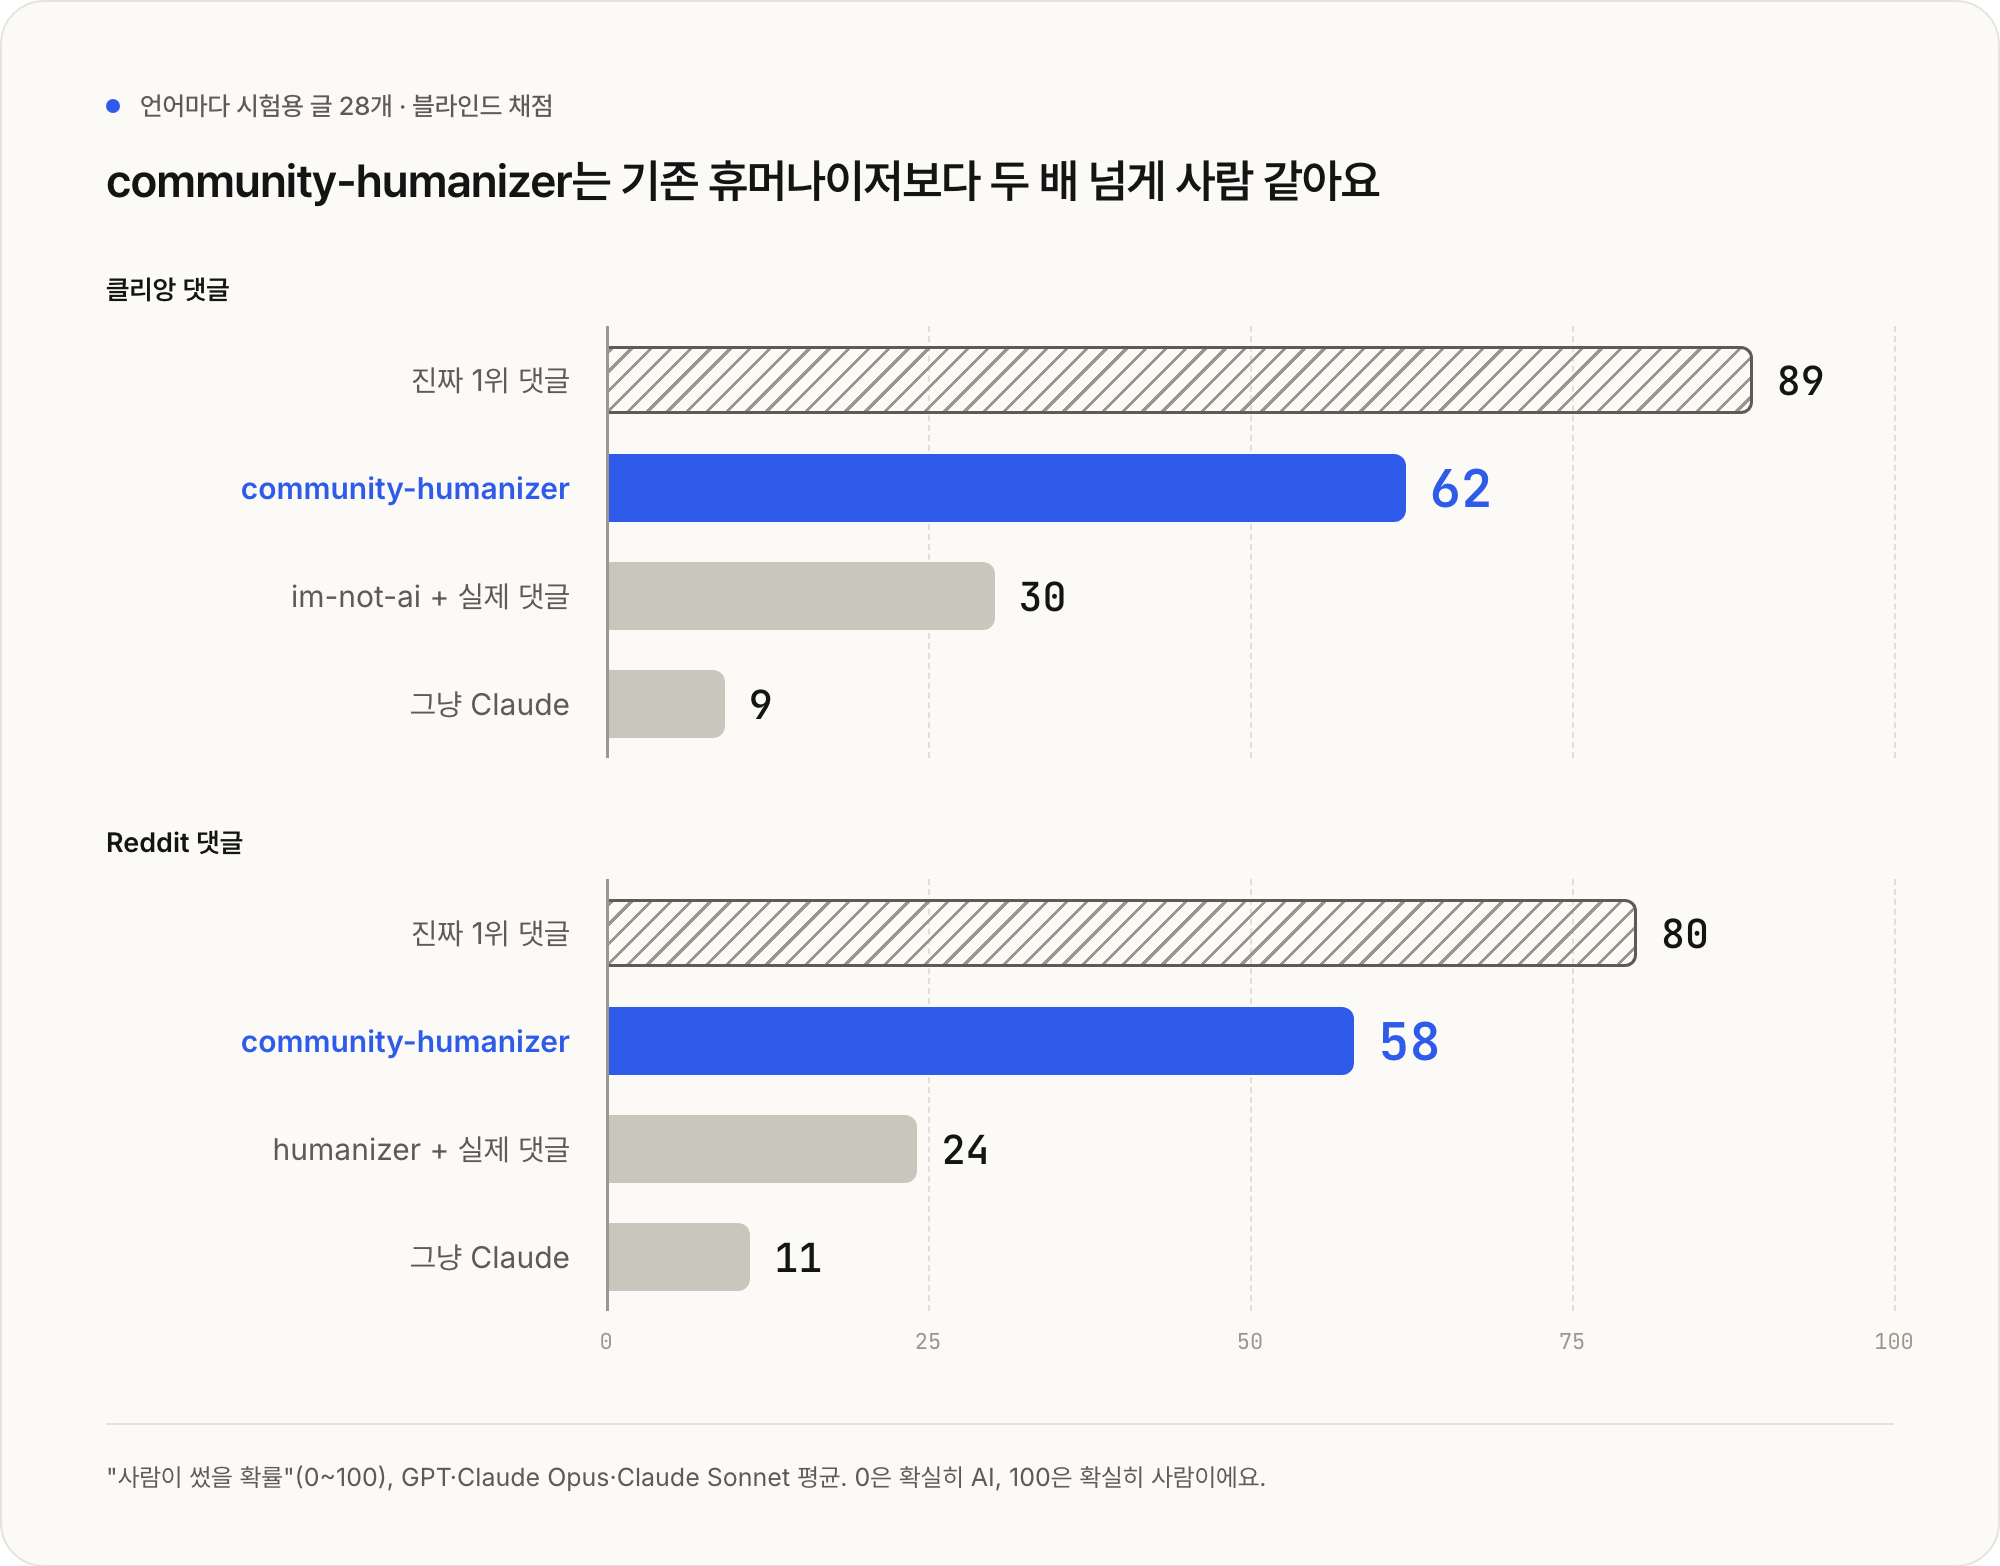 언어마다 시험용 글 28개 · 블라인드 채점
community-humanizer는 기존 휴머나이저보다 두 배 넘게 사람 같아요
클리앙 댓글
진짜 1위 댓글 89
community-humanizer 62
im-not-ai + 실제 댓글 30
그냥 Claude 9
Reddit 댓글
진짜 1위 댓글 80
community-humanizer 58
humanizer + 실제 댓글 24
그냥 Claude 11
0 25 50 75 100
"사람이 썼을 확률"(0~100), GPT·Claude Opus·Claude Sonnet 평균. 0은 확실히 AI, 100은 확실히 사람이에요.